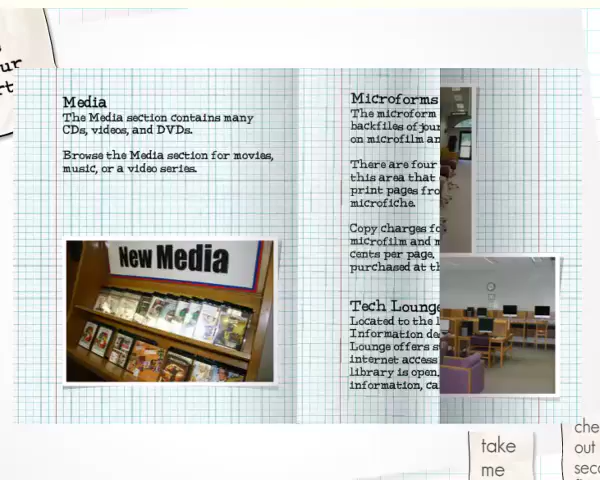 ur
rt
Media
The Media section contains many
CDs, videos, and DVDs.
Browse the Media section for movies,
music, or a video series.
New Media
Microforms
The microform
backfiles of jour
on microfilm an
There are four
this area that
print pages fro
microfiche.
Copy charges fo
microfilm and m
cents per page,
purchased at th
Tech Lounge
Located to the l
Information de
Lounge offers s
internet access
library is open.
information, ca
take
me
che
out
seco